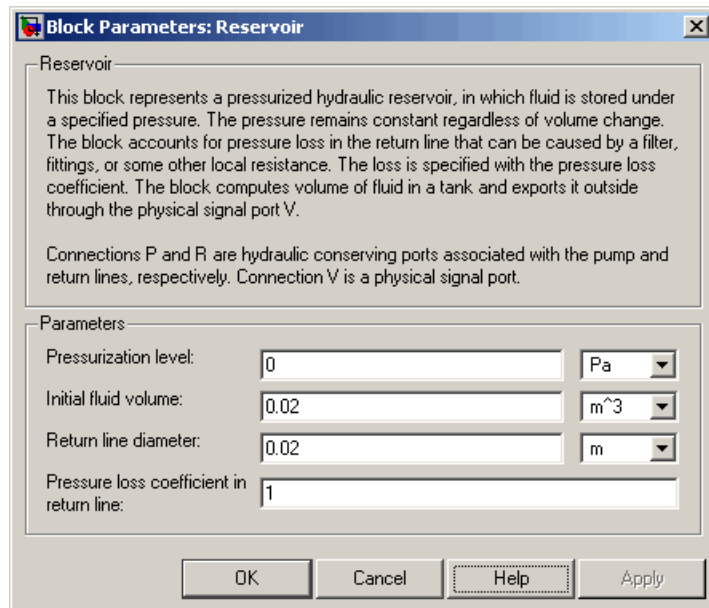 Block Parameters: Reservoir
Reservoir
This block represents a pressurized hydraulic reservoir, in which fluid is stored under
a specified pressure. The pressure remains constant regardless of volume change.
The block accounts for pressure loss in the return line that can be caused by a filter,
fittings, or some other local resistance. The loss is specified with the pressure loss
coefficient. The block computes volume of fluid in a tank and exports it outside
through the physical signal port V.
Connections P and R are hydraulic conserving ports associated with the pump and
return lines, respectively. Connection V is a physical signal port.
Parameters
Pressurization level: 0 Pa
Initial fluid volume: 0.02 m^3
Return line diameter: 0.02 m
Pressure loss coefficient in
return line: 1
OK Cancel Help Apply